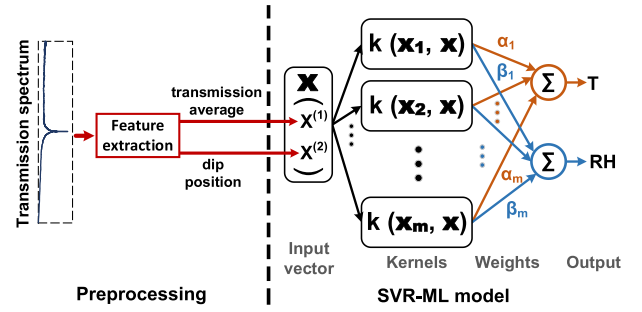 Transmission spectrum
Feature
extraction
transmission
average
dip
position
Preprocessing
x
( X⁽¹⁾
X⁽²⁾ )
Input
vector
k (x₁, x)
k (x₂, x)
k (xₘ, x)
Kernels
α₁
β₁
αₘ
βₘ
Weights
Σ
T
Σ
RH
Output
SVR-ML model